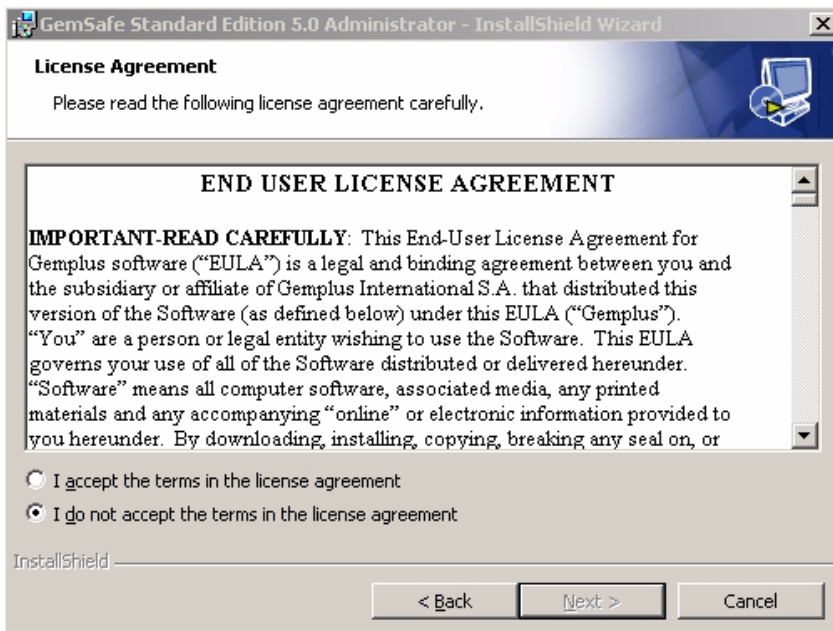 GemSafe Standard Edition 5.0 Administrator - InstallShield Wizard
License Agreement
Please read the following license agreement carefully.
END USER LICENSE AGREEMENT
IMPORTANT-READ CAREFULLY: This End-User License Agreement for
Gemplus software (“EULA”) is a legal and binding agreement between you and
the subsidiary or affiliate of Gemplus International S.A. that distributed this
version of the Software (as defined below) under this EULA (“Gemplus”).
“You” are a person or legal entity wishing to use the Software. This EULA
governs your use of all of the Software distributed or delivered hereunder.
“Software” means all computer software, associated media, any printed
materials and any accompanying “online” or electronic information provided to
you hereunder. By downloading, installing, copying, breaking any seal on, or
I accept the terms in the license agreement
I do not accept the terms in the license agreement
InstallShield
< Back Next > Cancel